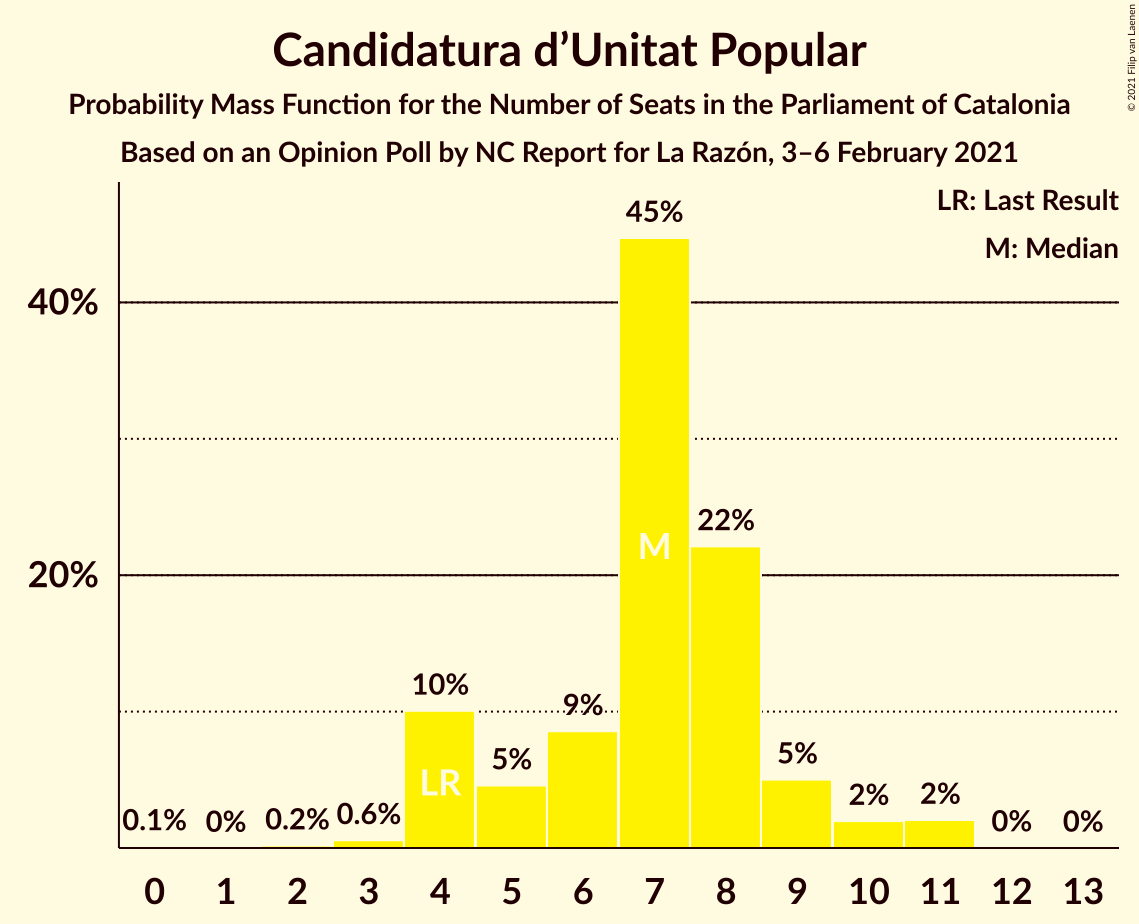 Candidatura d’Unitat Popular
Probability Mass Function for the Number of Seats in the Parliament of Catalonia
Based on an Opinion Poll by NC Report for La Razón, 3–6 February 2021
© 2021 Filip van Laenen
LR: Last Result
M: Median
45%
40%
22%
M
20%
10%
9%
5%
LR
5%
2%
2%
0.1%
0%
0.2%
0.6%
0%
0%
0 1 2 3 4 5 6 7 8 9 10 11 12 13